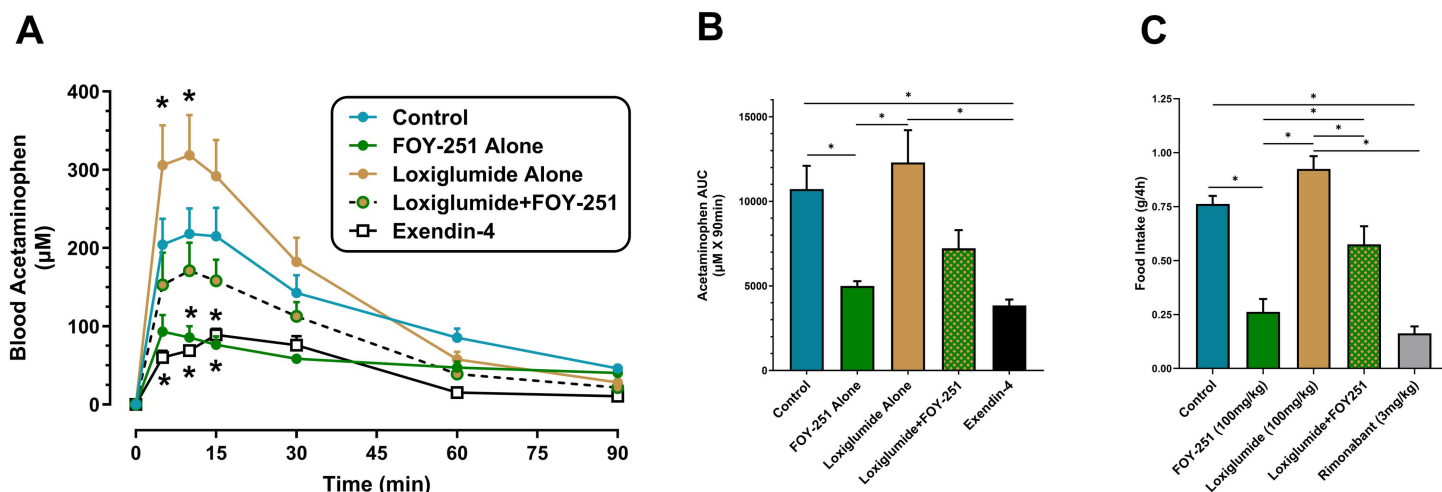 A
Blood Acetaminophen
(µM)
400
300
200
100
0
* *
* *
* * *
Control
FOY-251 Alone
Loxiglumide Alone
Loxiglumide+FOY-251
Exendin-4
0 15 30 45 60 75 90
Time (min)
B
Acetaminophen AUC
(µM X 90min)
15000
10000
5000
0
*
* *
*
Control
FOY-251 Alone
Loxiglumide Alone
Loxiglumide+FOY-251
Exendin-4
C
Food Intake (g/4h)
1.25
1.00
0.75
0.50
0.25
0.00
*
*
* *
*
*
Control
FOY-251 (100mg/kg)
Loxiglumide (100mg/kg)
Loxiglumide+FOY251
Rimonabant (3mg/kg)